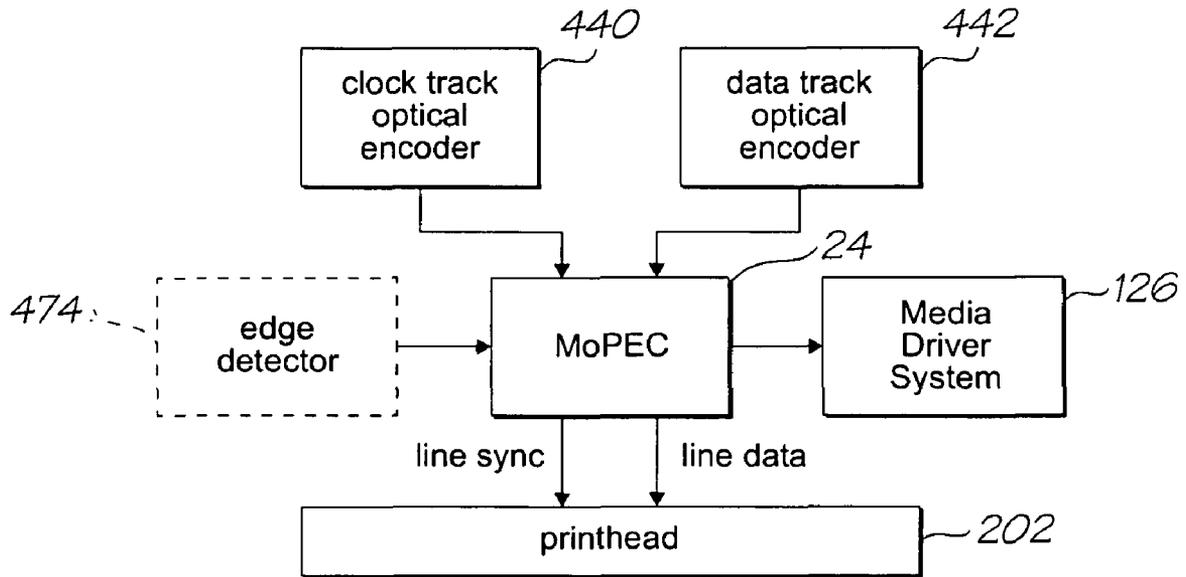 440
442
clock track
optical
encoder
data track
optical
encoder
24
126
474
edge
detector
MoPEC
Media
Driver
System
line sync
line data
printhead
202